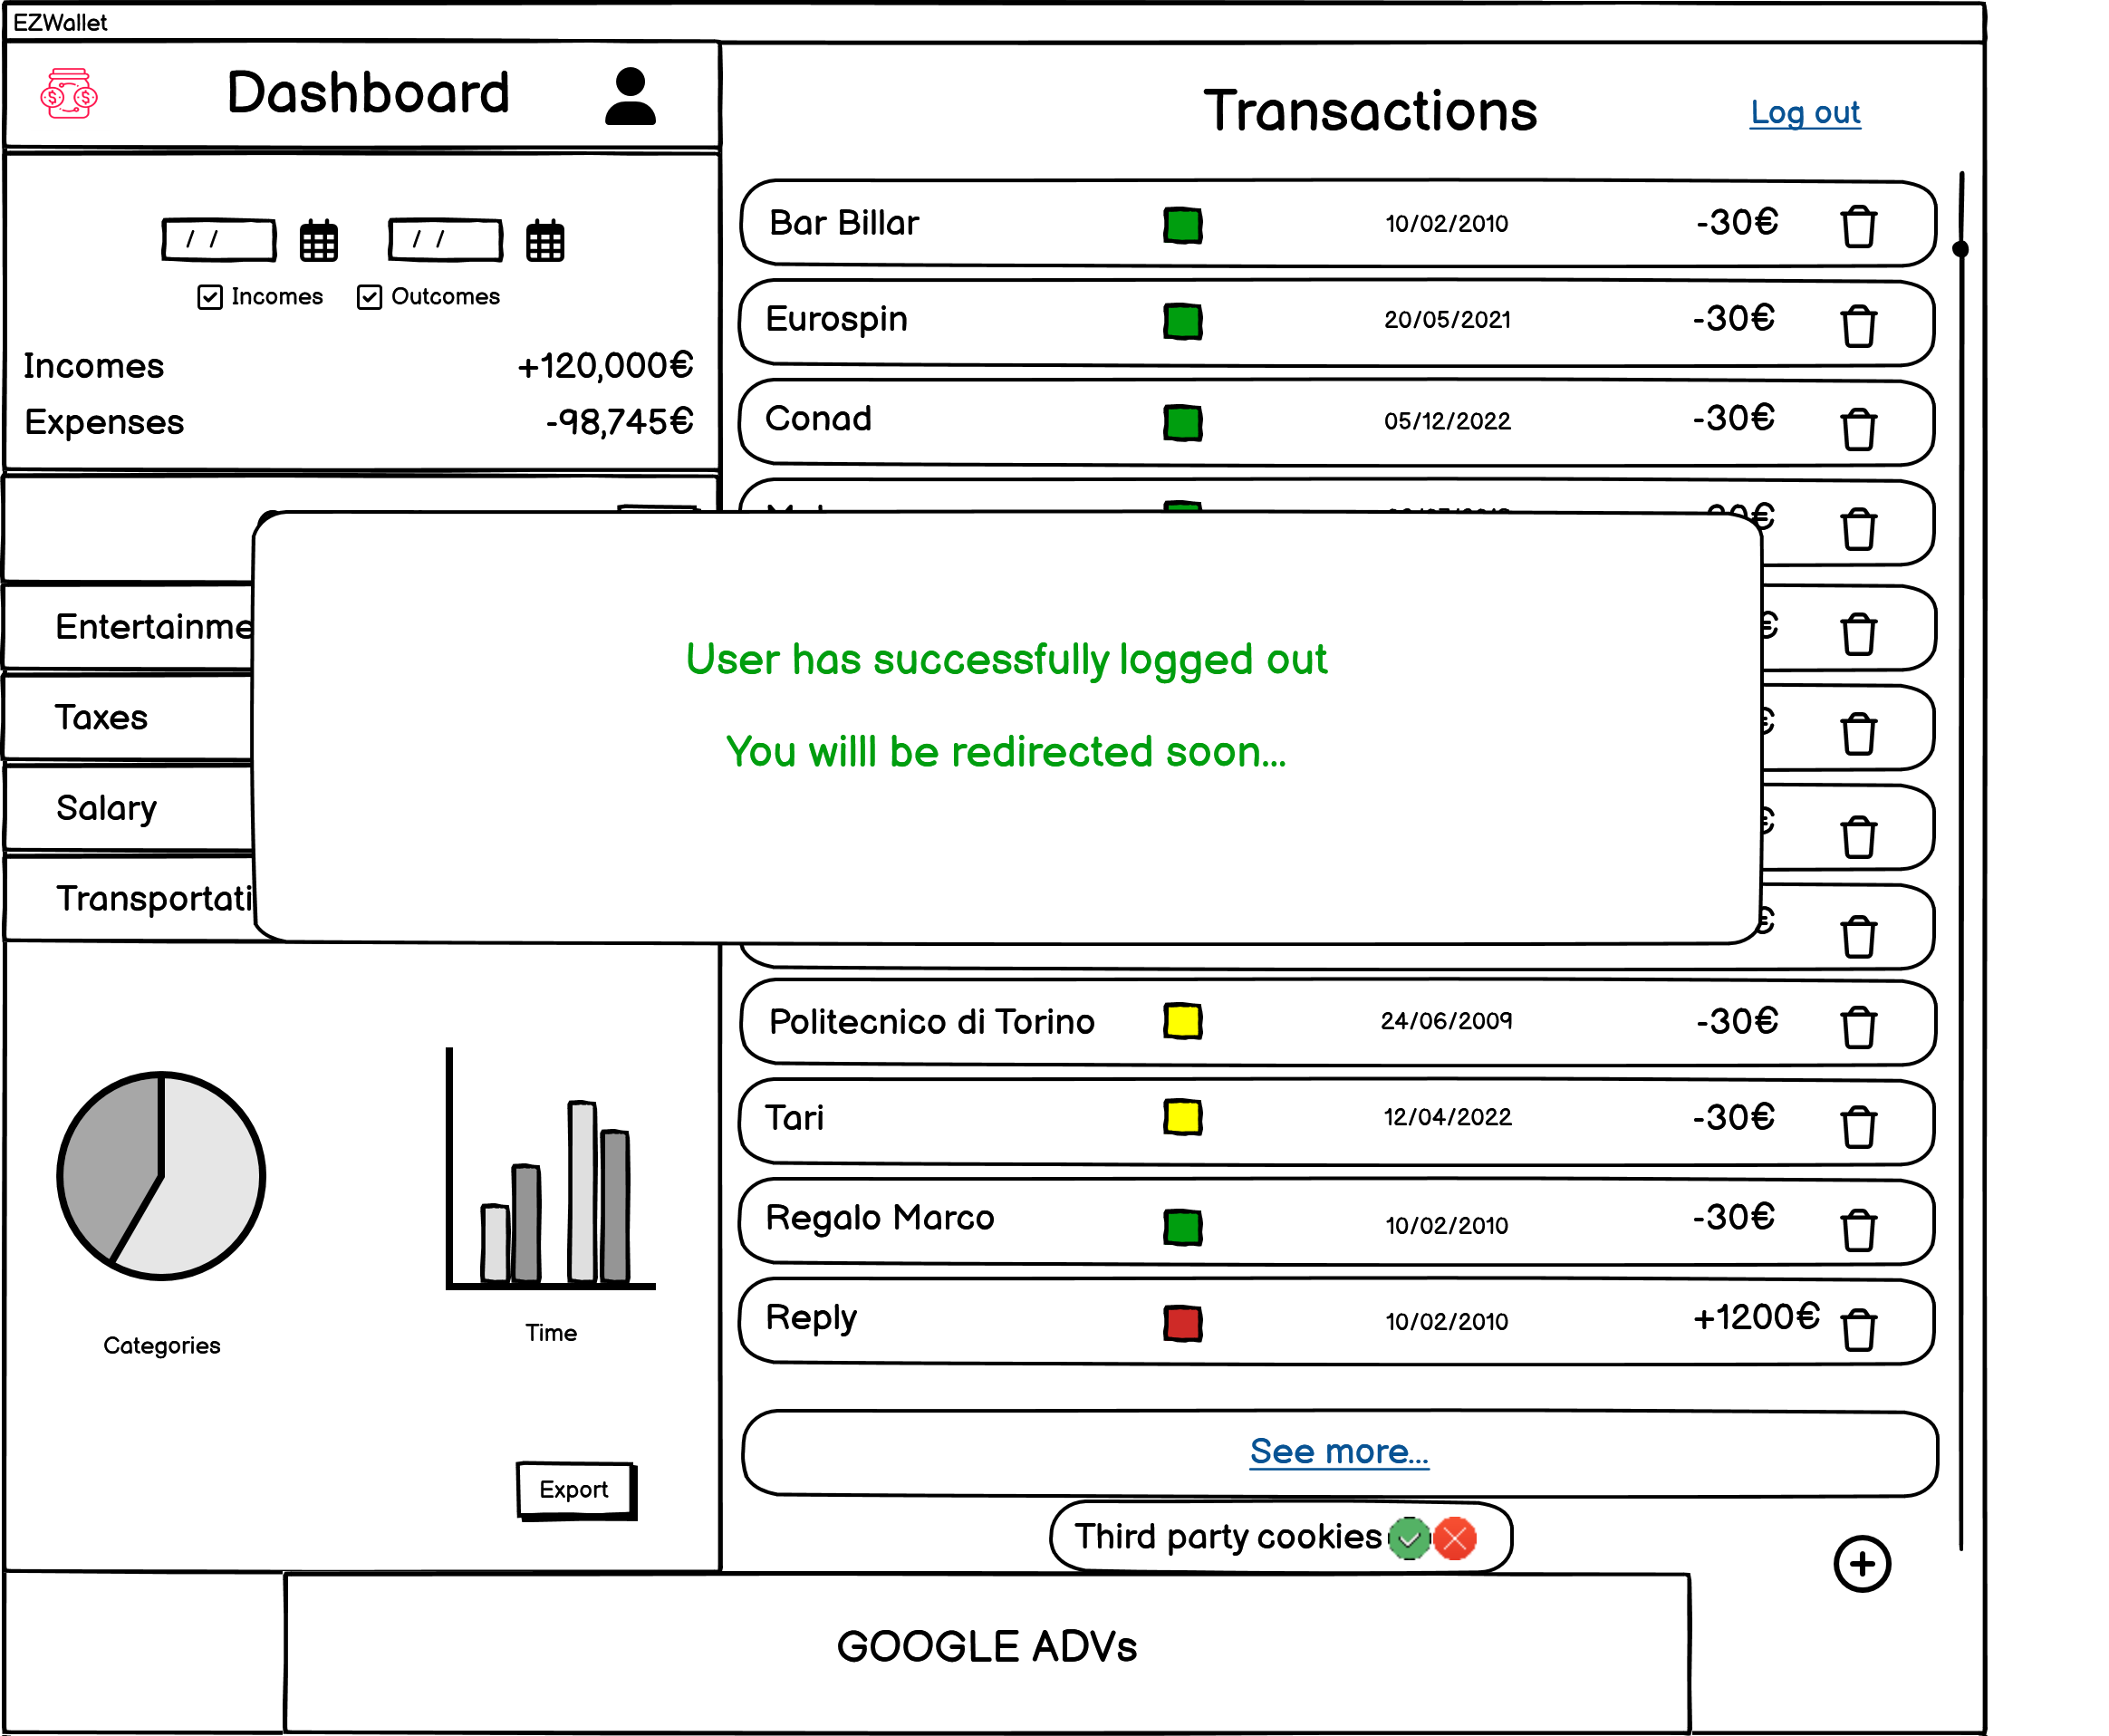 EZWallet
Dashboard
/ /
/ /
Incomes
Outcomes
Incomes +120,000€
Expenses -98,745€
Entertainme
Taxes
Salary
Transportati
Categories
Time
Export
Transactions
Log out
Bar Billar 10/02/2010 -30€
Eurospin 20/05/2021 -30€
Conad 05/12/2022 -30€
User has successfully logged out
You willl be redirected soon...
Politecnico di Torino 24/06/2009 -30€
Tari 12/04/2022 -30€
Regalo Marco 10/02/2010 -30€
Reply 10/02/2010 +1200€
See more...
Third party cookies
GOOGLE ADVs